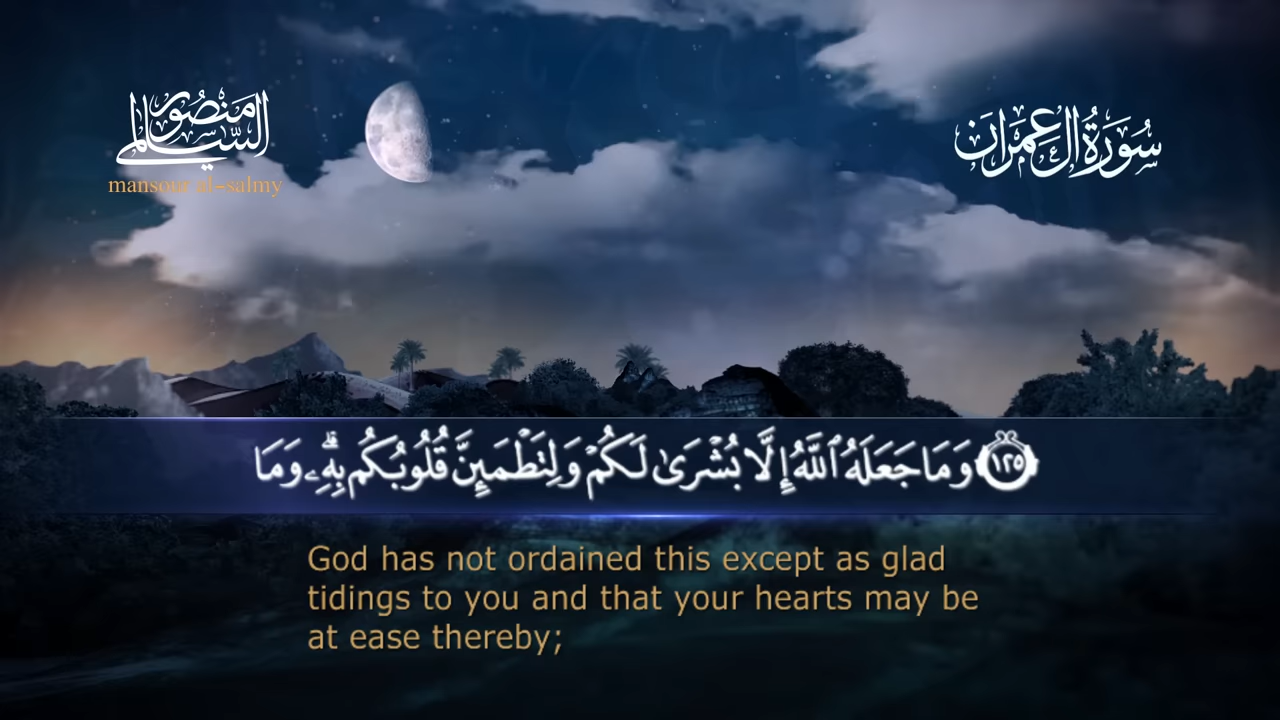 المنصور السالمي
mansour al-salmy
سُورَةُ آلِ عِمْرَان
١٢٥ وَمَا جَعَلَهُ ٱللَّهُ إِلَّا بُشْرَىٰ لَكُمْ وَلِتَطْمَئِنَّ قُلُوبُكُم بِهِۦ ۗ وَمَا
God has not ordained this except as glad
tidings to you and that your hearts may be
at ease thereby;